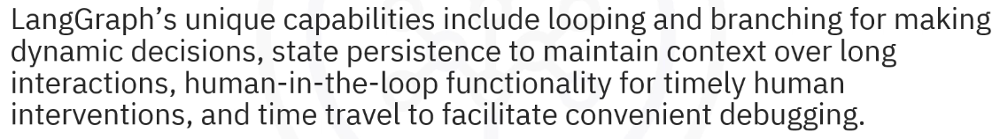 LangGraph’s unique capabilities include looping and branching for making
dynamic decisions, state persistence to maintain context over long
interactions, human-in-the-loop functionality for timely human
interventions, and time travel to facilitate convenient debugging.